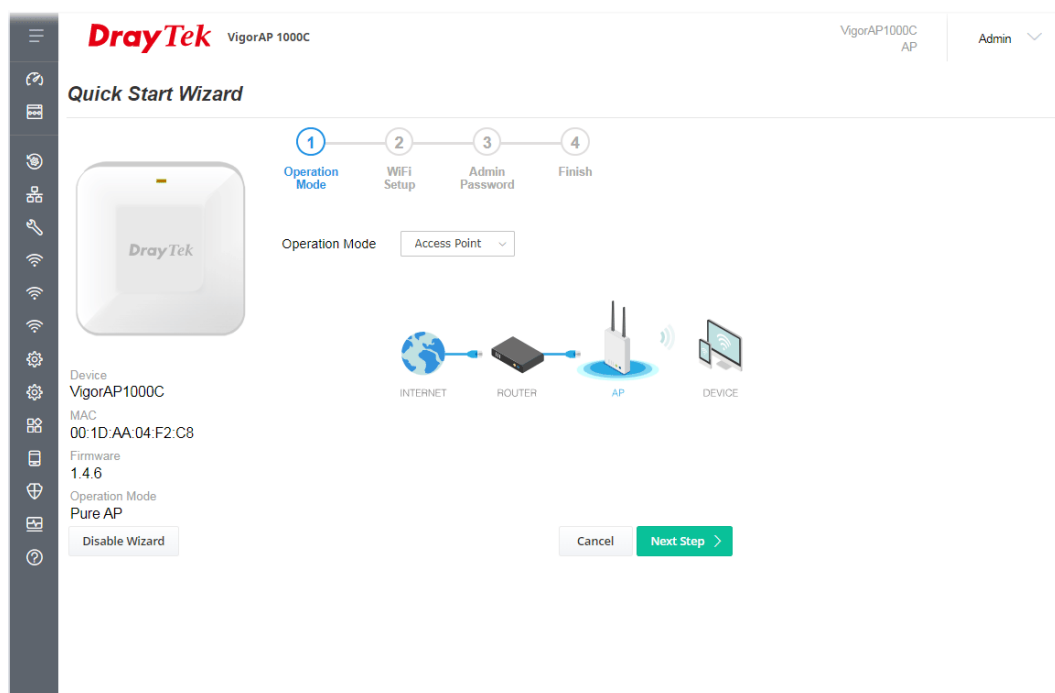 DrayTek VigorAP 1000C
VigorAP1000C
AP
Admin
Quick Start Wizard
1
2
3
4
Operation
Mode
WiFi
Setup
Admin
Password
Finish
DrayTek
Operation Mode
Access Point
INTERNET
ROUTER
AP
DEVICE
Device
VigorAP1000C
MAC
00:1D:AA:04:F2:C8
Firmware
1.4.6
Operation Mode
Pure AP
Disable Wizard
Cancel
Next Step